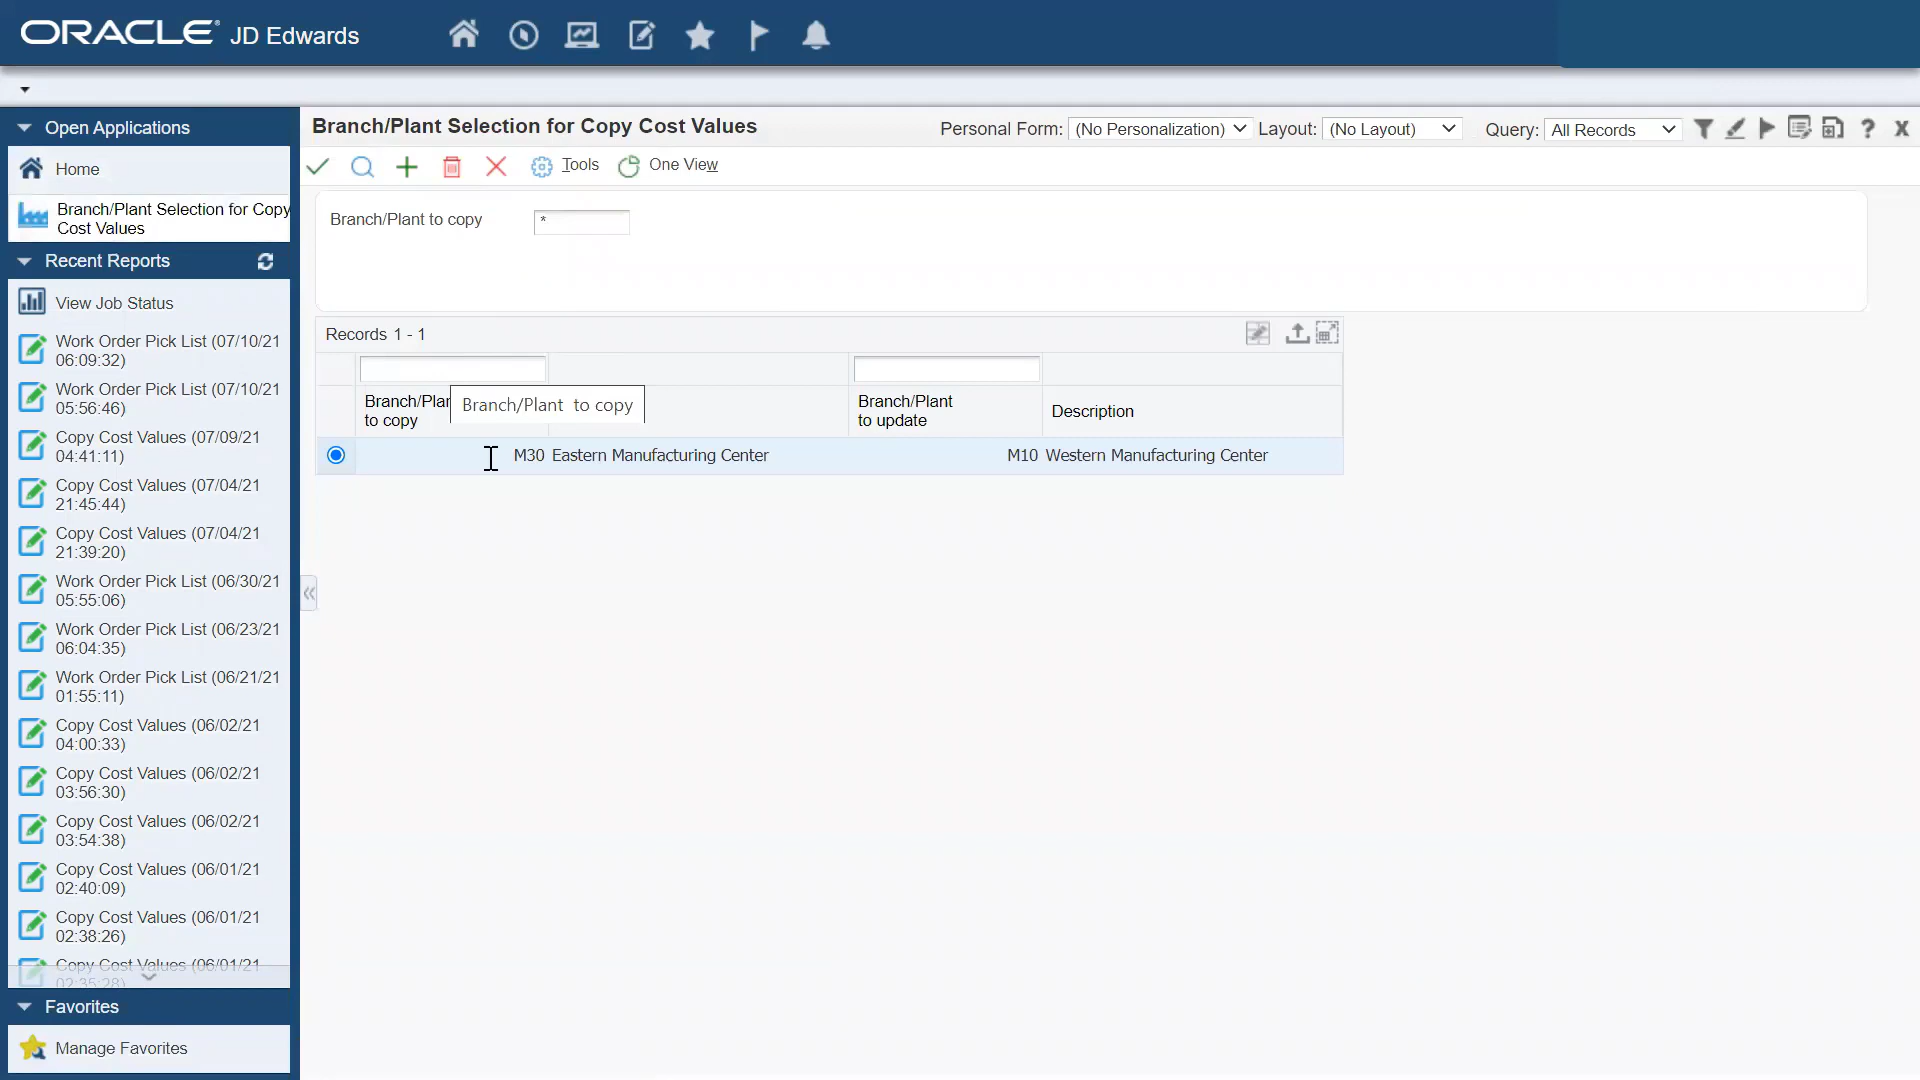 ORACLE JD Edwards
Open Applications
Home
Branch/Plant Selection for Copy
Cost Values
Recent Reports
View Job Status
Work Order Pick List (07/10/21
06:09:32)
Work Order Pick List (07/10/21
05:56:46)
Copy Cost Values (07/09/21
04:41:11)
Copy Cost Values (07/04/21
21:45:44)
Copy Cost Values (07/04/21
21:39:20)
Work Order Pick List (06/30/21
05:55:06)
Work Order Pick List (06/23/21
06:04:35)
Work Order Pick List (06/21/21
01:55:11)
Copy Cost Values (06/02/21
04:00:33)
Copy Cost Values (06/02/21
03:56:30)
Copy Cost Values (06/02/21
03:54:38)
Copy Cost Values (06/01/21
02:40:09)
Copy Cost Values (06/01/21
02:38:26)
Copy Cost Values (06/01/21
02:35:28)
Favorites
Manage Favorites
Branch/Plant Selection for Copy Cost Values
Personal Form: (No Personalization) Layout: (No Layout) Query: All Records
Tools One View
Branch/Plant to copy *
Records 1 - 1
Branch/Plan
to copy
Branch/Plant to copy
Branch/Plant
to update
Description
M30 Eastern Manufacturing Center M10 Western Manufacturing Center